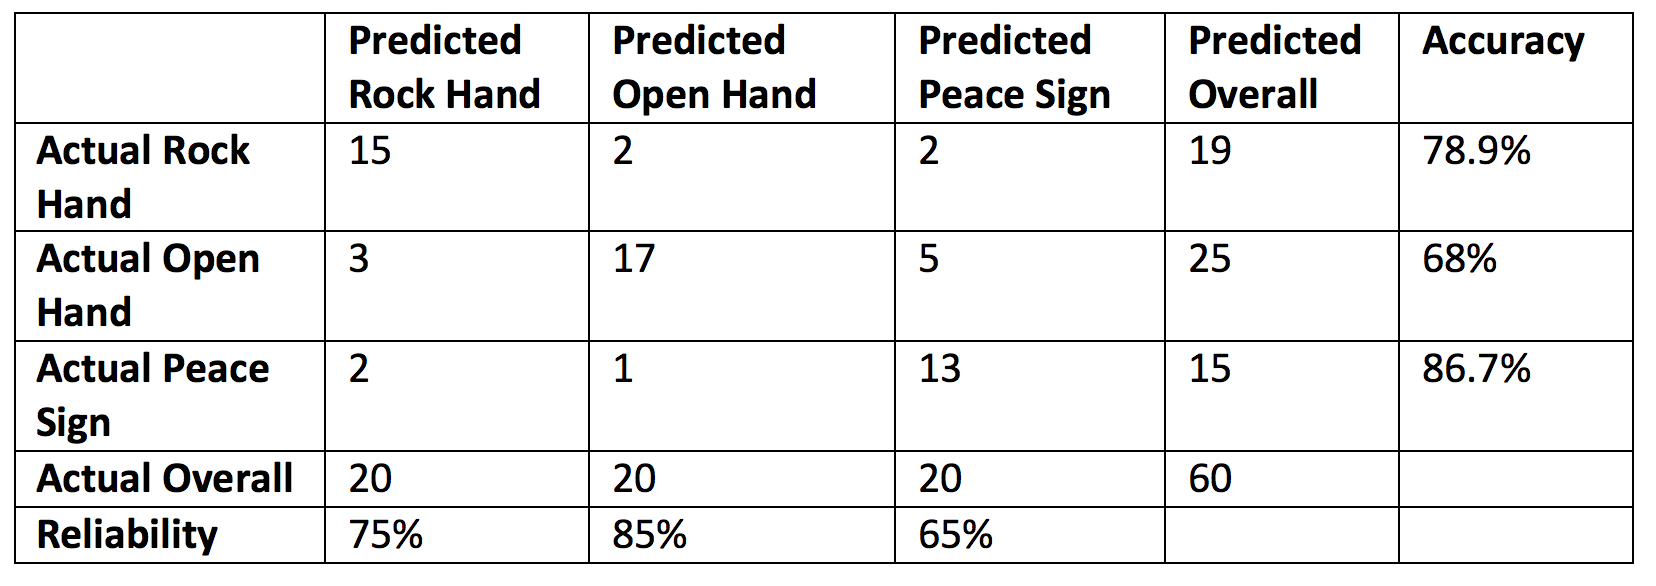 Predicted Rock Hand Predicted Open Hand Predicted Peace Sign Predicted Overall Accuracy
Actual Rock Hand 15 2 2 19 78.9%
Actual Open Hand 3 17 5 25 68%
Actual Peace Sign 2 1 13 15 86.7%
Actual Overall 20 20 20 60
Reliability 75% 85% 65%